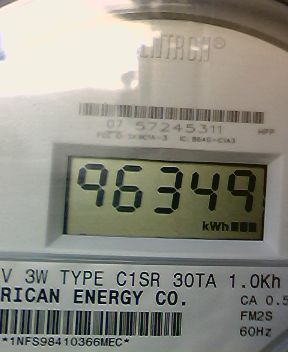 07 57245311 HPP
96349
kWh
V 3W TYPE C1SR 30TA 1.0Kh
RICAN ENERGY CO. CA 0.5
FM2S
60Hz
*1NFS98410366MEC*